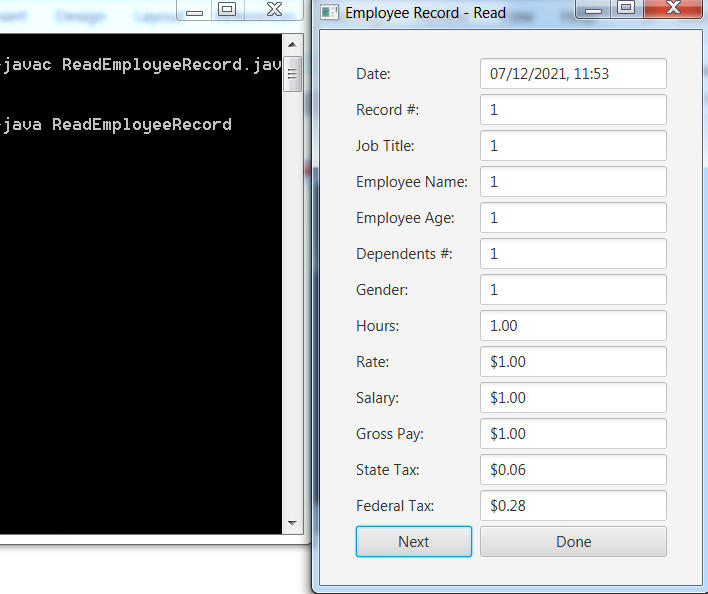 Employee Record - Read
javac ReadEmployeeRecord.jav
java ReadEmployeeRecord
Date: 07/12/2021, 11:53
Record #: 1
Job Title: 1
Employee Name: 1
Employee Age: 1
Dependents #: 1
Gender: 1
Hours: 1.00
Rate: $1.00
Salary: $1.00
Gross Pay: $1.00
State Tax: $0.06
Federal Tax: $0.28
Next Done